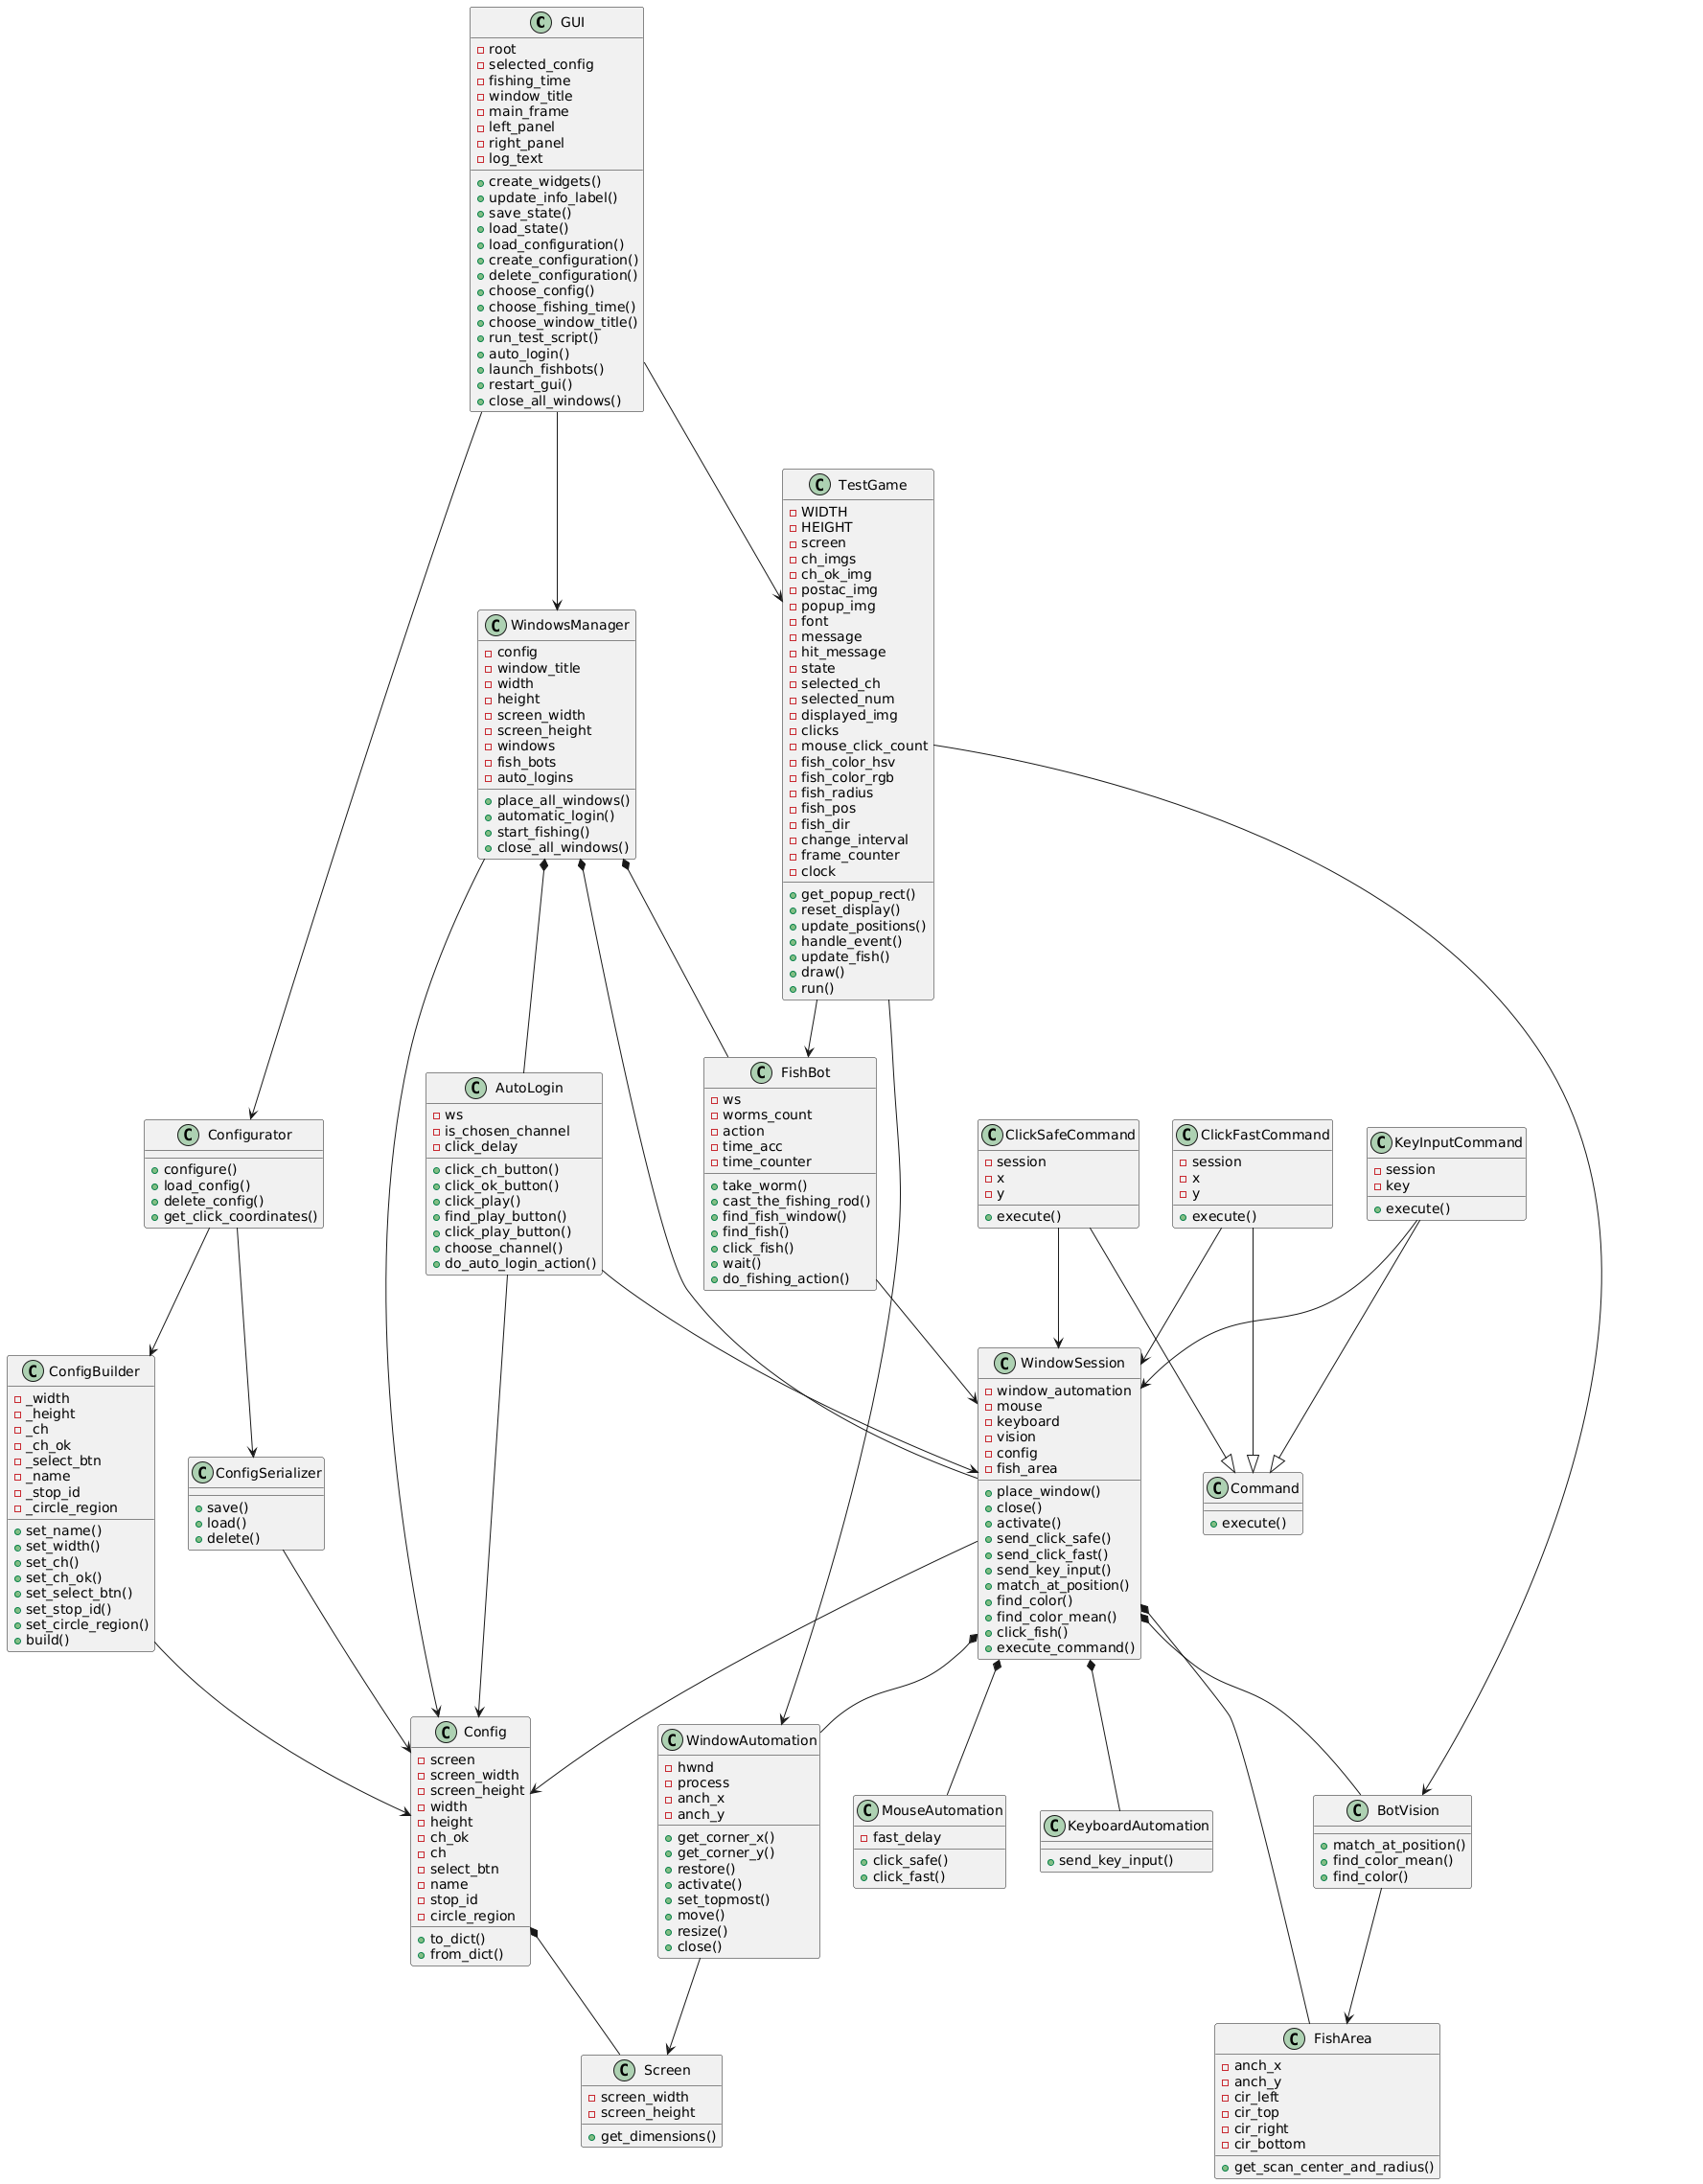 C GUI
root
selected_config
fishing_time
window_title
main_frame
left_panel
right_panel
log_text
create_widgets()
update_info_label()
save_state()
load_state()
load_configuration()
create_configuration()
delete_configuration()
choose_config()
choose_fishing_time()
choose_window_title()
run_test_script()
auto_login()
launch_fishbots()
restart_gui()
close_all_windows()
C TestGame
WIDTH
HEIGHT
screen
ch_imgs
ch_ok_img
postac_img
popup_img
font
message
hit_message
state
selected_ch
selected_num
displayed_img
clicks
mouse_click_count
fish_color_hsv
fish_color_rgb
fish_radius
fish_pos
fish_dir
change_interval
frame_counter
clock
get_popup_rect()
reset_display()
update_positions()
handle_event()
update_fish()
draw()
run()
C WindowsManager
config
window_title
width
height
screen_width
screen_height
windows
fish_bots
auto_logins
place_all_windows()
automatic_login()
start_fishing()
close_all_windows()
C Configurator
configure()
load_config()
delete_config()
get_click_coordinates()
C AutoLogin
ws
is_chosen_channel
click_delay
click_ch_button()
click_ok_button()
click_play()
find_play_button()
click_play_button()
choose_channel()
do_auto_login_action()
C FishBot
ws
worms_count
action
time_acc
time_counter
take_worm()
cast_the_fishing_rod()
find_fish_window()
find_fish()
click_fish()
wait()
do_fishing_action()
C ClickSafeCommand
session
x
y
execute()
C ClickFastCommand
session
x
y
execute()
C KeyInputCommand
session
key
execute()
C ConfigBuilder
_width
_height
_ch
_ch_ok
_select_btn
_name
_stop_id
_circle_region
set_name()
set_width()
set_ch()
set_ch_ok()
set_select_btn()
set_stop_id()
set_circle_region()
build()
C ConfigSerializer
save()
load()
delete()
C WindowSession
window_automation
mouse
keyboard
vision
config
fish_area
place_window()
close()
activate()
send_click_safe()
send_click_fast()
send_key_input()
match_at_position()
find_color()
find_color_mean()
click_fish()
execute_command()
C Command
execute()
C Config
screen
screen_width
screen_height
width
height
ch_ok
ch
select_btn
name
stop_id
circle_region
to_dict()
from_dict()
C WindowAutomation
hwnd
process
anch_x
anch_y
get_corner_x()
get_corner_y()
restore()
activate()
set_topmost()
move()
resize()
close()
C MouseAutomation
fast_delay
click_safe()
click_fast()
C KeyboardAutomation
send_key_input()
C BotVision
match_at_position()
find_color_mean()
find_color()
C Screen
screen_width
screen_height
get_dimensions()
C FishArea
anch_x
anch_y
cir_left
cir_top
cir_right
cir_bottom
get_scan_center_and_radius()